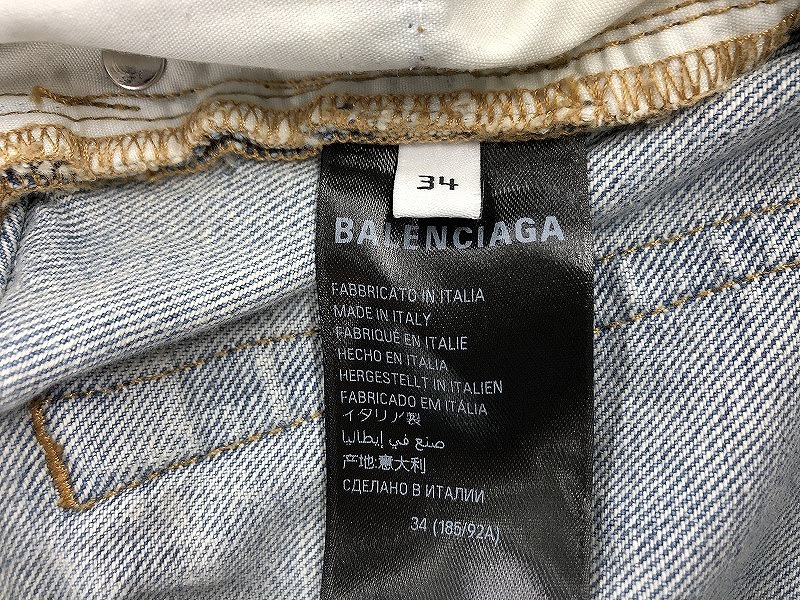 34
BALENCIAGA
FABBRICATO IN ITALIA
MADE IN ITALY
FABRIQUÉ EN ITALIE
HECHO EN ITALIA
HERGESTELLT IN ITALIEN
FABRICADO EM ITÁLIA
イタリア製
صنع في إيطاليا
产地:意大利
СДЕЛАНО В ИТАЛИИ
34 (185/92A)